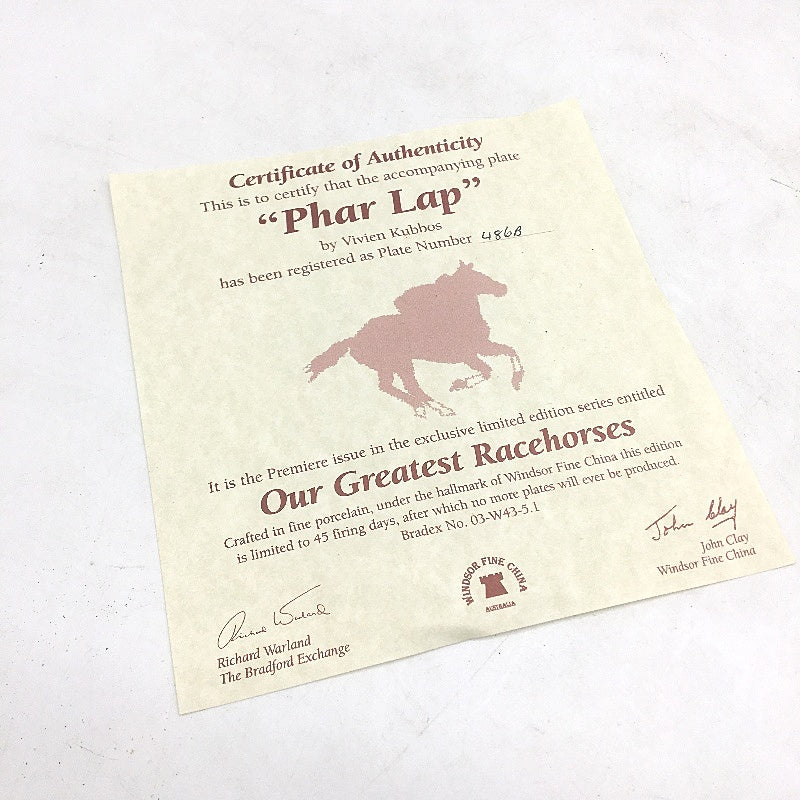 Certificate of Authenticity
This is to certify that the accompanying plate
“Phar Lap”
by Vivien Kubbos
has been registered as Plate Number 486B
It is the Premiere issue in the exclusive limited edition series entitled
Our Greatest Racehorses
Crafted in fine porcelain, under the hallmark of Windsor Fine China this edition
is limited to 45 firing days, after which no more plates will ever be produced.
Bradex No. 03-W43-5.1
John Clay
John Clay
Windsor Fine China
WINDSOR FINE CHINA
AUSTRALIA
Richard Warland
Richard Warland
The Bradford Exchange